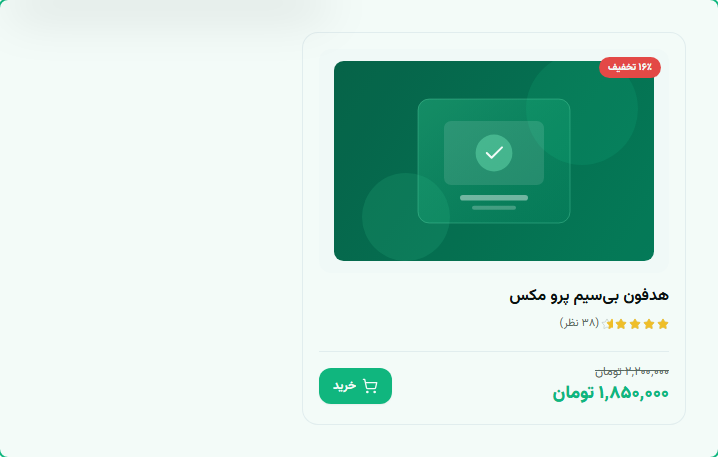 ۱۶٪ تخفیف
هدفون بی‌سیم پرو مکس
(۳۸ نظر)
۲,۲۰۰,۰۰۰ تومان
۱,۸۵۰,۰۰۰ تومان
خرید